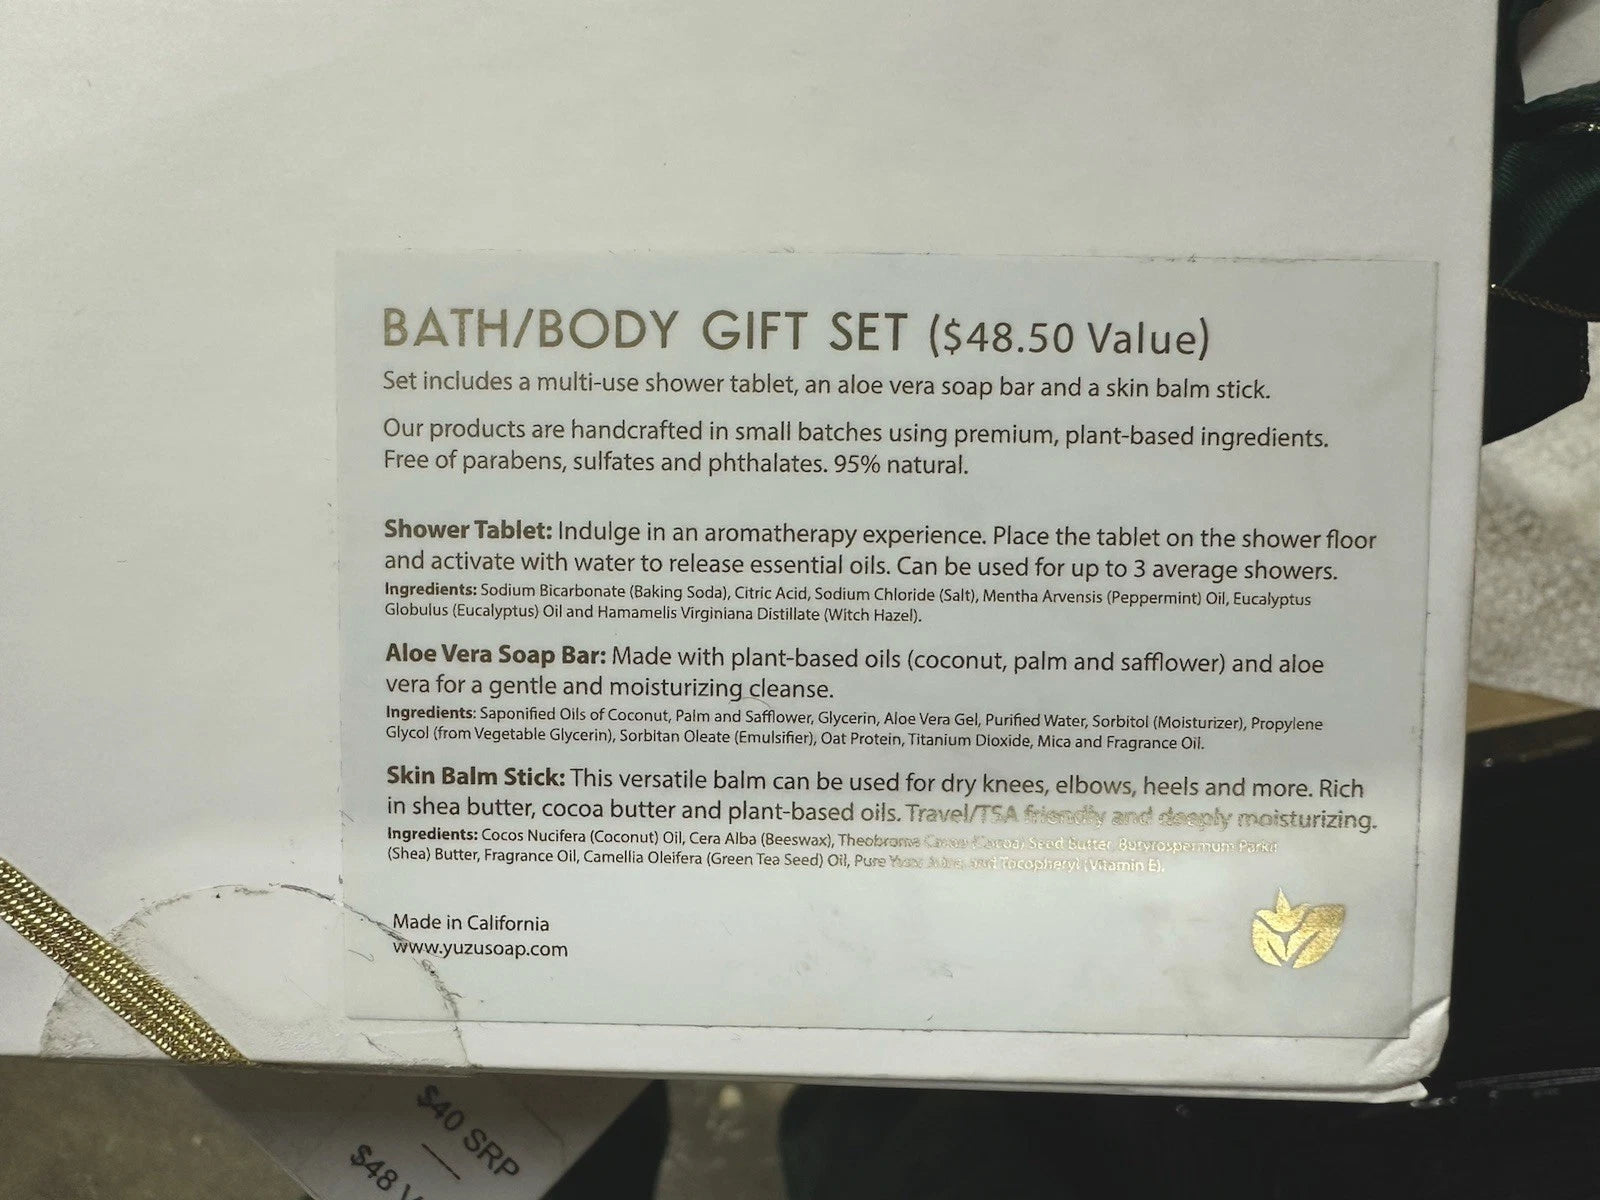 BATH/BODY GIFT SET ($48.50 Value)
Set includes a multi-use shower tablet, an aloe vera soap bar and a skin balm stick.
Our products are handcrafted in small batches using premium, plant-based ingredients.
Free of parabens, sulfates and phthalates. 95% natural.
Shower Tablet: Indulge in an aromatherapy experience. Place the tablet on the shower floor
and activate with water to release essential oils. Can be used for up to 3 average showers.
Ingredients: Sodium Bicarbonate (Baking Soda), Citric Acid, Sodium Chloride (Salt), Mentha Arvensis (Peppermint) Oil, Eucalyptus
Globulus (Eucalyptus) Oil and Hamamelis Virginiana Distillate (Witch Hazel).
Aloe Vera Soap Bar: Made with plant-based oils (coconut, palm and safflower) and aloe
vera for a gentle and moisturizing cleanse.
Ingredients: Saponified Oils of Coconut, Palm and Safflower, Glycerin, Aloe Vera Gel, Purified Water, Sorbitol (Moisturizer), Propylene
Glycol (from Vegetable Glycerin), Sorbitan Oleate (Emulsifier), Oat Protein, Titanium Dioxide, Mica and Fragrance Oil.
Skin Balm Stick: This versatile balm can be used for dry knees, elbows, heels and more. Rich
in shea butter, cocoa butter and plant-based oils. Travel/TSA friendly and deeply moisturizing.
Ingredients: Cocos Nucifera (Coconut) Oil, Cera Alba (Beeswax), Theobroma (Cocoa) Seed Butter, Butyrospermum Parkii
(Shea) Butter, Fragrance Oil, Camellia Oleifera (Green Tea Seed) Oil, Pure Yuzu and Tocopheryl (Vitamin E).
Made in California
www.yuzusoap.com
$40 SRP
$48